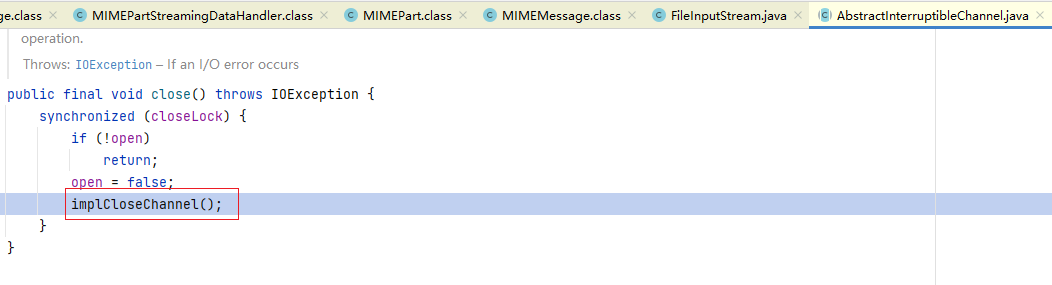 ge.class MIMEPartStreamingDataHandler.class MIMEPart.class MIMEMessage.class FileInputStream.java AbstractInterruptibleChannel.java
operation.
Throws: IOException – If an I/O error occurs
public final void close() throws IOException {
synchronized (closeLock) {
if (!open)
return;
open = false;
implCloseChannel();
}
}